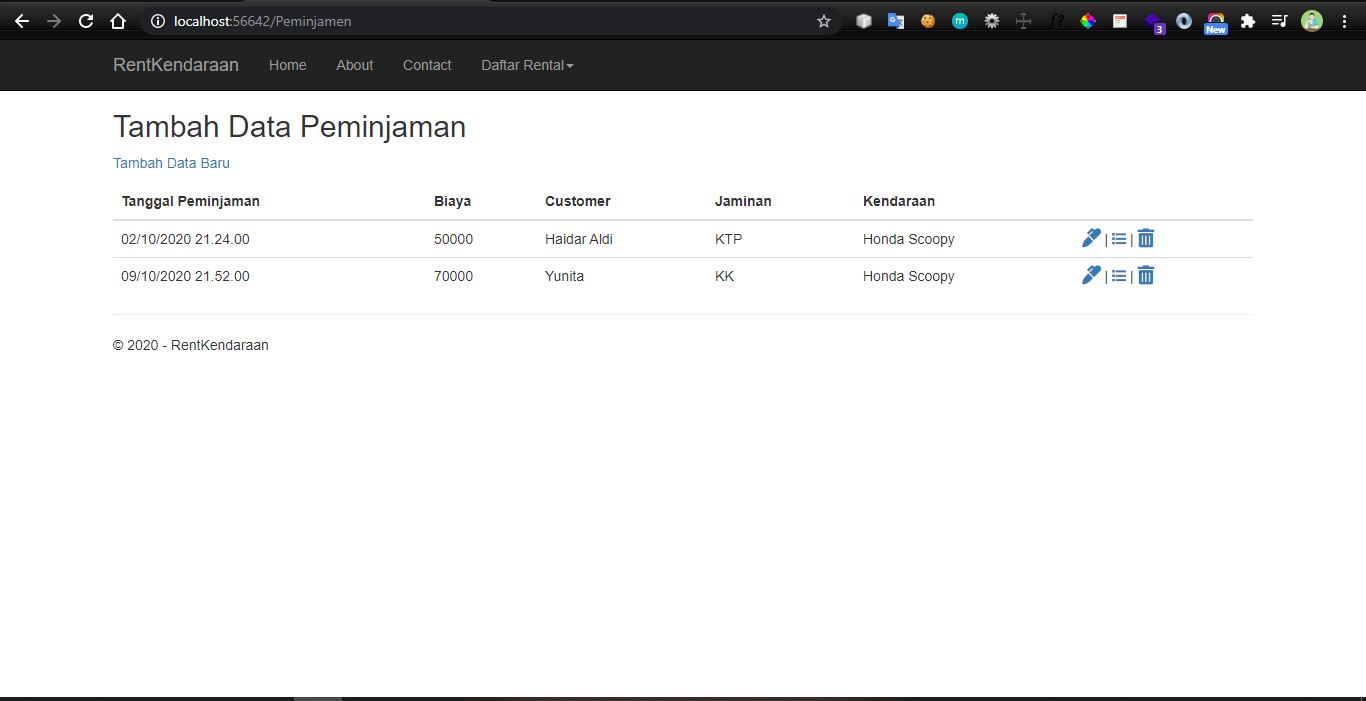 localhost:56642/Peminjamen
3
New
RentKendaraan Home About Contact Daftar Rental
Tambah Data Peminjaman
Tambah Data Baru
Tanggal Peminjaman Biaya Customer Jaminan Kendaraan
02/10/2020 21.24.00 50000 Haidar Aldi KTP Honda Scoopy | |
09/10/2020 21.52.00 70000 Yunita KK Honda Scoopy | |
© 2020 - RentKendaraan